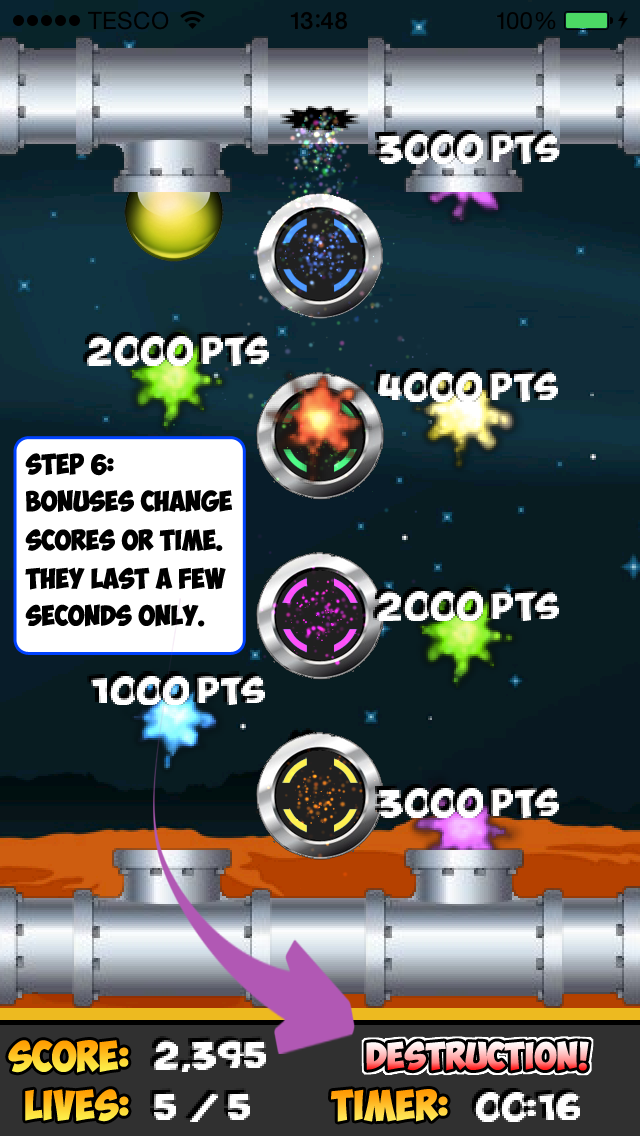 TESCO 13:48 100%
3000 PTS
2000 PTS
4000 PTS
STEP 6:
BONUSES CHANGE
SCORES OR TIME.
THEY LAST A FEW
SECONDS ONLY.
2000 PTS
1000 PTS
3000 PTS
SCORE: 2,395 DESTRUCTION!
LIVES: 5 / 5 TIMER: 00:16